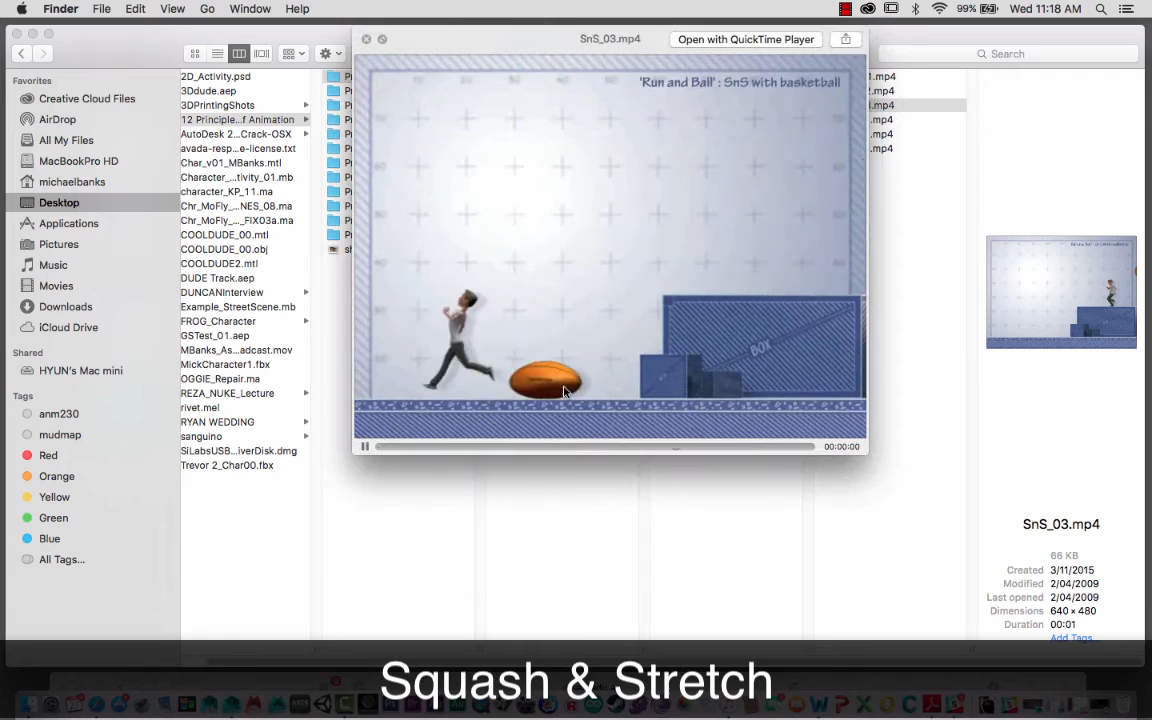 Finder File Edit View Go Window Help
99% Wed 11:18 AM
SnS_03.mp4 Open with QuickTime Player
Search
Favorites
Creative Cloud Files
AirDrop
All My Files
MacBookPro HD
michaelbanks
Desktop
Applications
Pictures
Music
Movies
Downloads
iCloud Drive
Shared
HYUN's Mac mini
Tags
anm230
mudmap
Red
Orange
Yellow
Green
Blue
All Tags...
2D_Activity.psd
3Ddude.aep
3DPrintingShots
12 Principle...f Animation
AutoDesk 2...Crack-OSX
avada-resp...e-license.txt
Char_v01_MBanks.mtl
Character_...tivity_01.mb
character_KP_11.ma
Chr_MoFly_...NES_08.ma
Chr_MoFly_..._FIX03a.ma
COOLDUDE_00.mtl
COOLDUDE_00.obj
COOLDUDE2.mtl
DUDE Track.aep
DUNCANInterview
Example_StreetScene.mb
FROG_Character
GSTest_01.aep
MBanks_As...adcast.mov
MickCharacter1.fbx
OGGIE_Repair.ma
REZA_NUKE_Lecture
rivet.mel
RYAN WEDDING
sanguino
SiLabsUSB...iverDisk.dmg
Trevor 2_Char00.fbx
'Run and Ball' : SnS with basketball
BOX
00:00:00
SnS_03.mp4
66 KB
Created 3/11/2015
Modified 2/04/2009
Last opened 2/04/2009
Dimensions 640 × 480
Duration 00:01
Add Tags...
Squash & Stretch